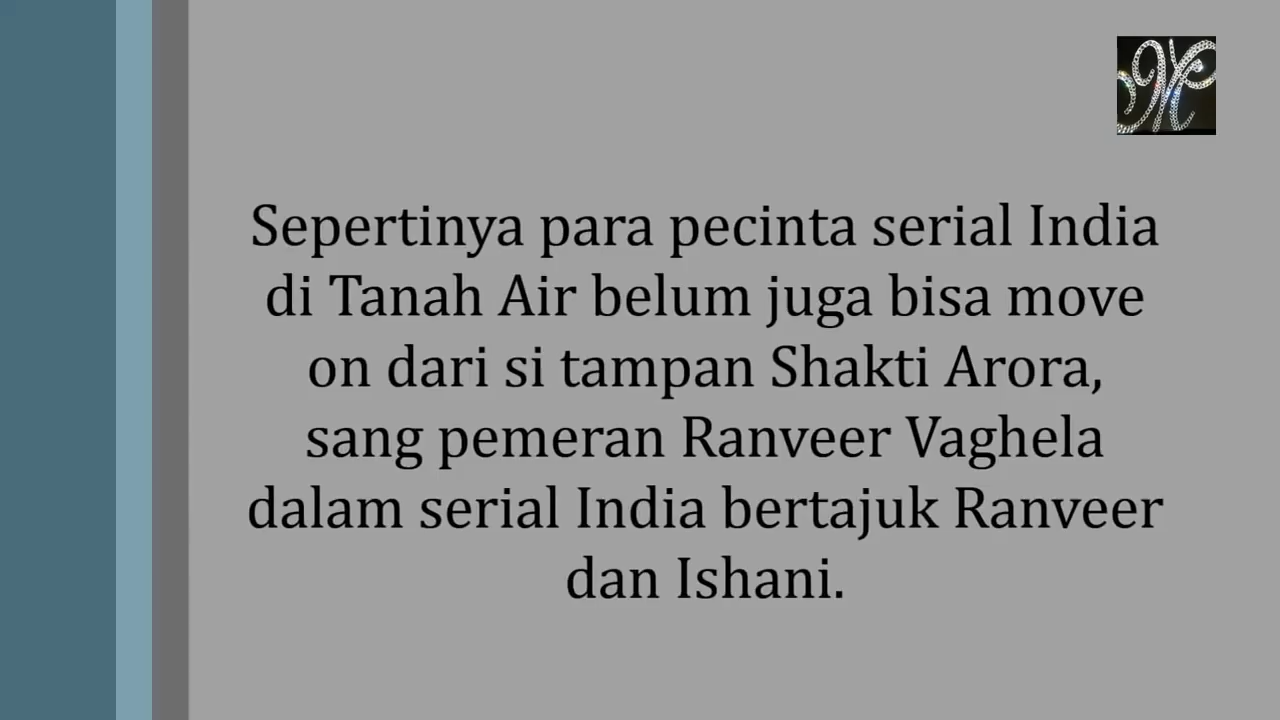 Sepertinya para pecinta serial India
di Tanah Air belum juga bisa move
on dari si tampan Shakti Arora,
sang pemeran Ranveer Vaghela
dalam serial India bertajuk Ranveer
dan Ishani.